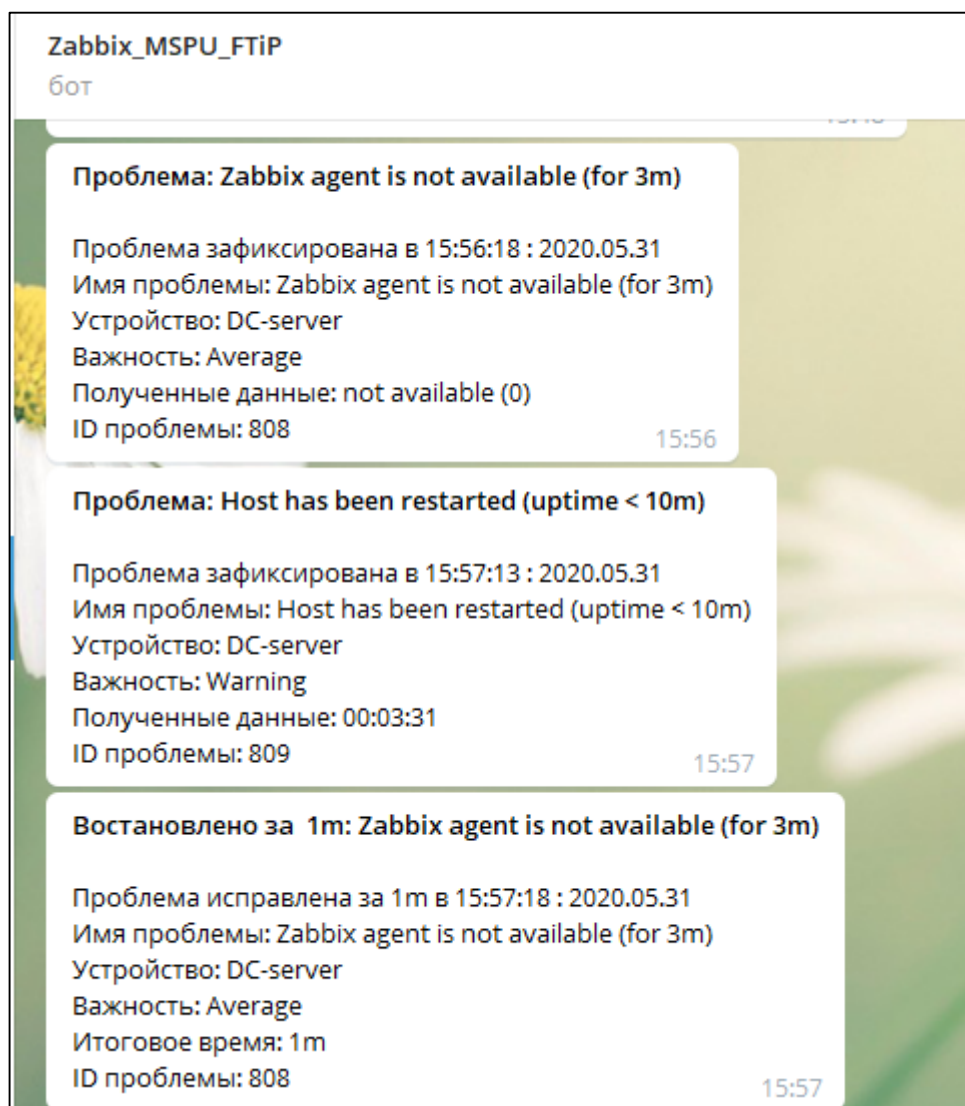 Zabbix_MSPU_FTiP
бот
Проблема: Zabbix agent is not available (for 3m)
Проблема зафиксирована в 15:56:18 : 2020.05.31
Имя проблемы: Zabbix agent is not available (for 3m)
Устройство: DC-server
Важность: Average
Полученные данные: not available (0)
ID проблемы: 808
15:56
Проблема: Host has been restarted (uptime < 10m)
Проблема зафиксирована в 15:57:13 : 2020.05.31
Имя проблемы: Host has been restarted (uptime < 10m)
Устройство: DC-server
Важность: Warning
Полученные данные: 00:03:31
ID проблемы: 809
15:57
Востановлено за  1m: Zabbix agent is not available (for 3m)
Проблема исправлена за 1m в 15:57:18 : 2020.05.31
Имя проблемы: Zabbix agent is not available (for 3m)
Устройство: DC-server
Важность: Average
Итоговое время: 1m
ID проблемы: 808
15:57